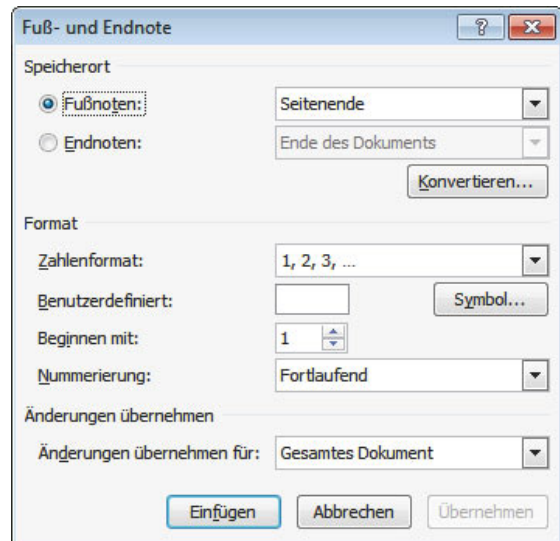 Fuß- und Endnote
Speicherort
Fußnoten: Seitenende
Endnoten: Ende des Dokuments
Konvertieren...
Format
Zahlenformat: 1, 2, 3, ...
Benutzerdefiniert: Symbol...
Beginnen mit: 1
Nummerierung: Fortlaufend
Änderungen übernehmen
Änderungen übernehmen für: Gesamtes Dokument
Einfügen Abbrechen Übernehmen